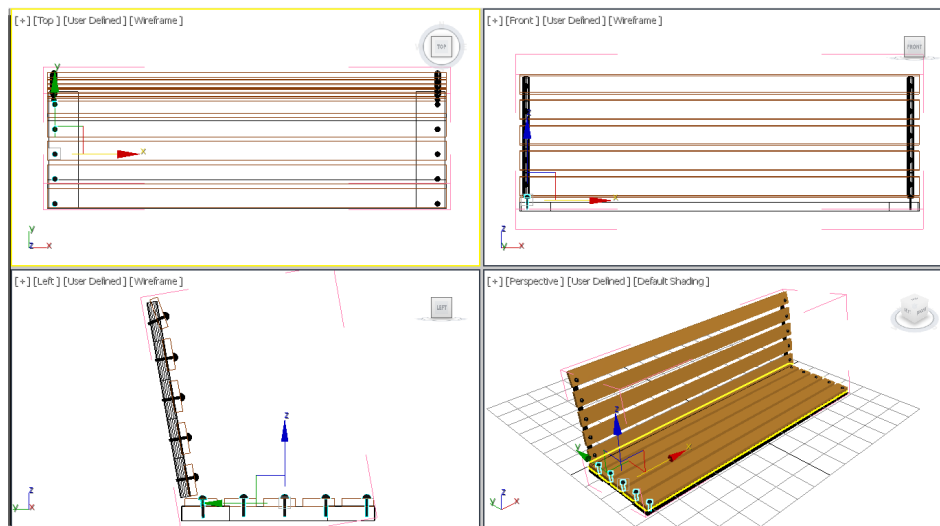 [+] [Top] [User Defined] [Wireframe]
TOP
y
x
y
z x
[+] [Front] [User Defined] [Wireframe]
FRONT
z
x
z
y x
[+] [Left] [User Defined] [Wireframe]
LEFT
z
z
y x
[+] [Perspective] [User Defined] [Default Shading]
z
x
y
z
y x